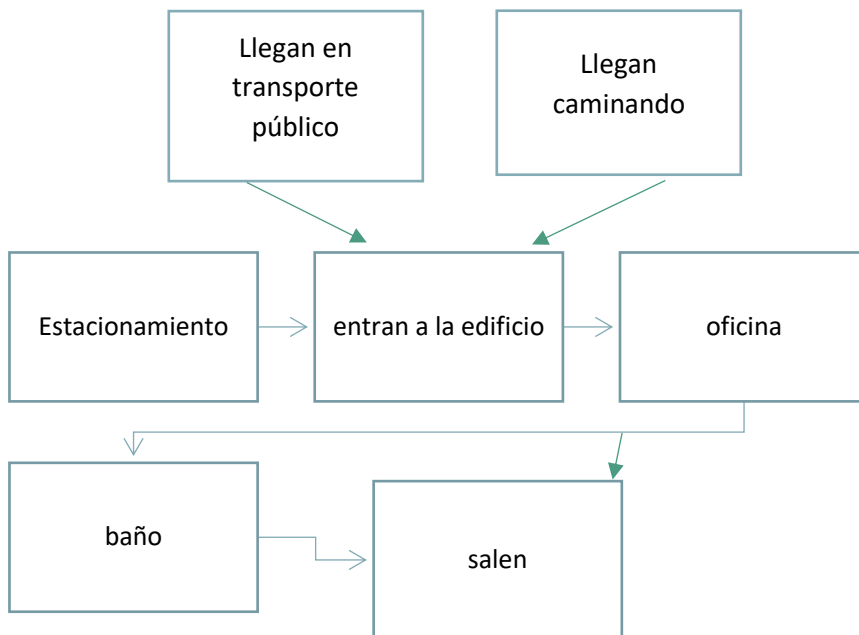 Llegan en
transporte
público
Llegan
caminando
Estacionamiento
entran a la edificio
oficina
baño
salen